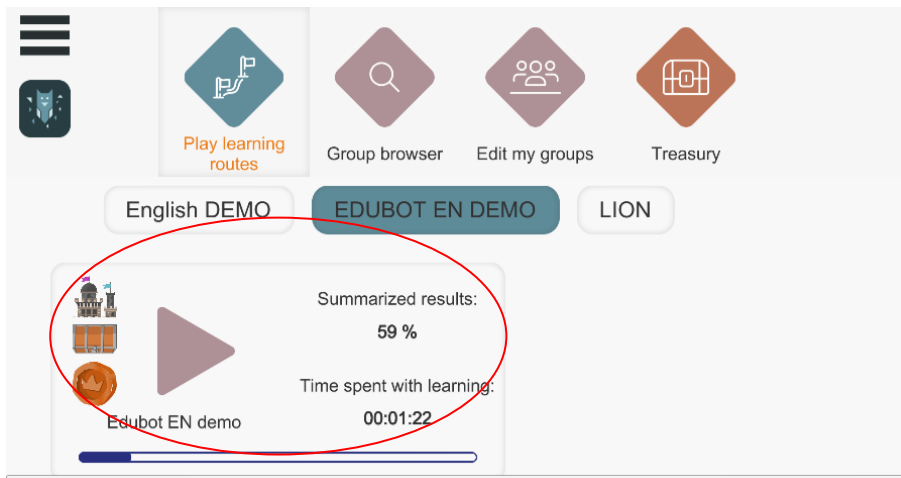 Play learning
routes
Group browser
Edit my groups
Treasury
English DEMO
EDUBOT EN DEMO
LION
Summarized results:
59 %
Time spent with learning:
00:01:22
Edubot EN demo